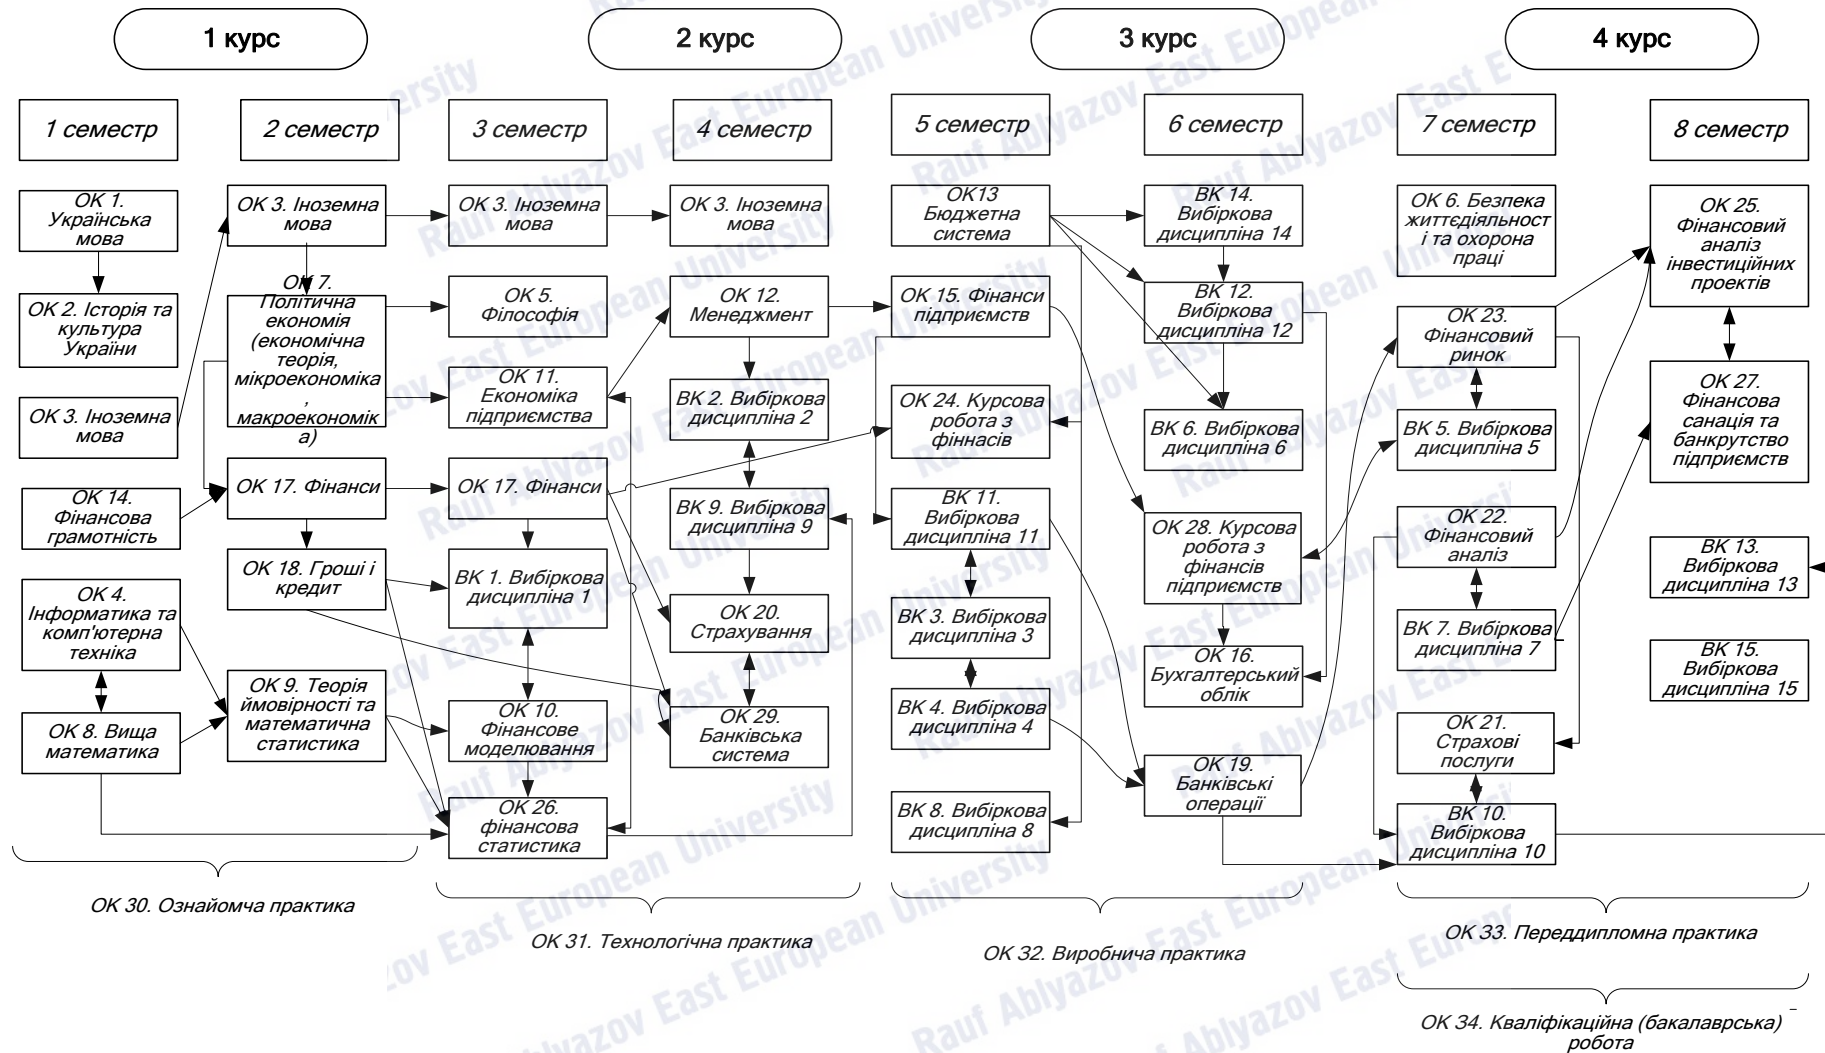 1 курс
2 курс
3 курс
4 курс
1 семестр
2 семестр
3 семестр
4 семестр
5 семестр
6 семестр
7 семестр
8 семестр
ОК 1.
Українська
мова
ОК 2. Історія та
культура
України
ОК 3. Іноземна
мова
ОК 14.
Фінансова
грамотність
ОК 4.
Інформатика та
комп'ютерна
техніка
ОК 8. Вища
математика
ОК 3. Іноземна
мова
ОК 7.
Політична
економія
(економічна
теорія,
мікроекономіка
,
макроекономік
а)
ОК 17. Фінанси
ОК 18. Гроші і
кредит
ОК 9. Теорія
ймовірності та
математична
статистика
ОК 3. Іноземна
мова
ОК 5.
Філософія
ОК 11.
Економіка
підприємства
ОК 17. Фінанси
ВК 1. Вибіркова
дисципліна 1
ОК 10.
Фінансове
моделювання
ОК 26.
фінансова
статистика
ОК 3. Іноземна
мова
ОК 12.
Менеджмент
ВК 2. Вибіркова
дисципліна 2
ВК 9. Вибіркова
дисципліна 9
ОК 20.
Страхування
ОК 29.
Банківська
система
ОК13
Бюджетна
система
ОК 15. Фінанси
підприємств
ОК 24. Курсова
робота з
фіннасів
ВК 11.
Вибіркова
дисципліна 11
ВК 3. Вибіркова
дисципліна 3
ВК 4. Вибіркова
дисципліна 4
ВК 8. Вибіркова
дисципліна 8
ВК 14.
Вибіркова
дисципліна 14
ВК 12.
Вибіркова
дисципліна 12
ВК 6. Вибіркова
дисципліна 6
ОК 28. Курсова
робота з
фінансів
підприємств
ОК 16.
Бухгалтерський
облік
ОК 19.
Банківські
операції
ОК 6. Безпека
життєдіяльност
і та охорона
праці
ОК 23.
Фінансовий
ринок
ВК 5. Вибіркова
дисципліна 5
ОК 22.
Фінансовий
аналіз
ВК 7. Вибіркова
дисципліна 7
ОК 21.
Страхові
послуги
ВК 10.
Вибіркова
дисципліна 10
ОК 25.
Фінансовий
аналіз
інвестиційних
проектів
ОК 27.
Фінансова
санація та
банкрутство
підприємств
ВК 13.
Вибіркова
дисципліна 13
ВК 15.
Вибіркова
дисципліна 15
ОК 30. Ознайомча практика
ОК 31. Технологічна практика
ОК 32. Виробнича практика
ОК 33. Переддипломна практика
ОК 34. Кваліфікаційна (бакалаврська)
робота
Rauf Ablyazov East European University